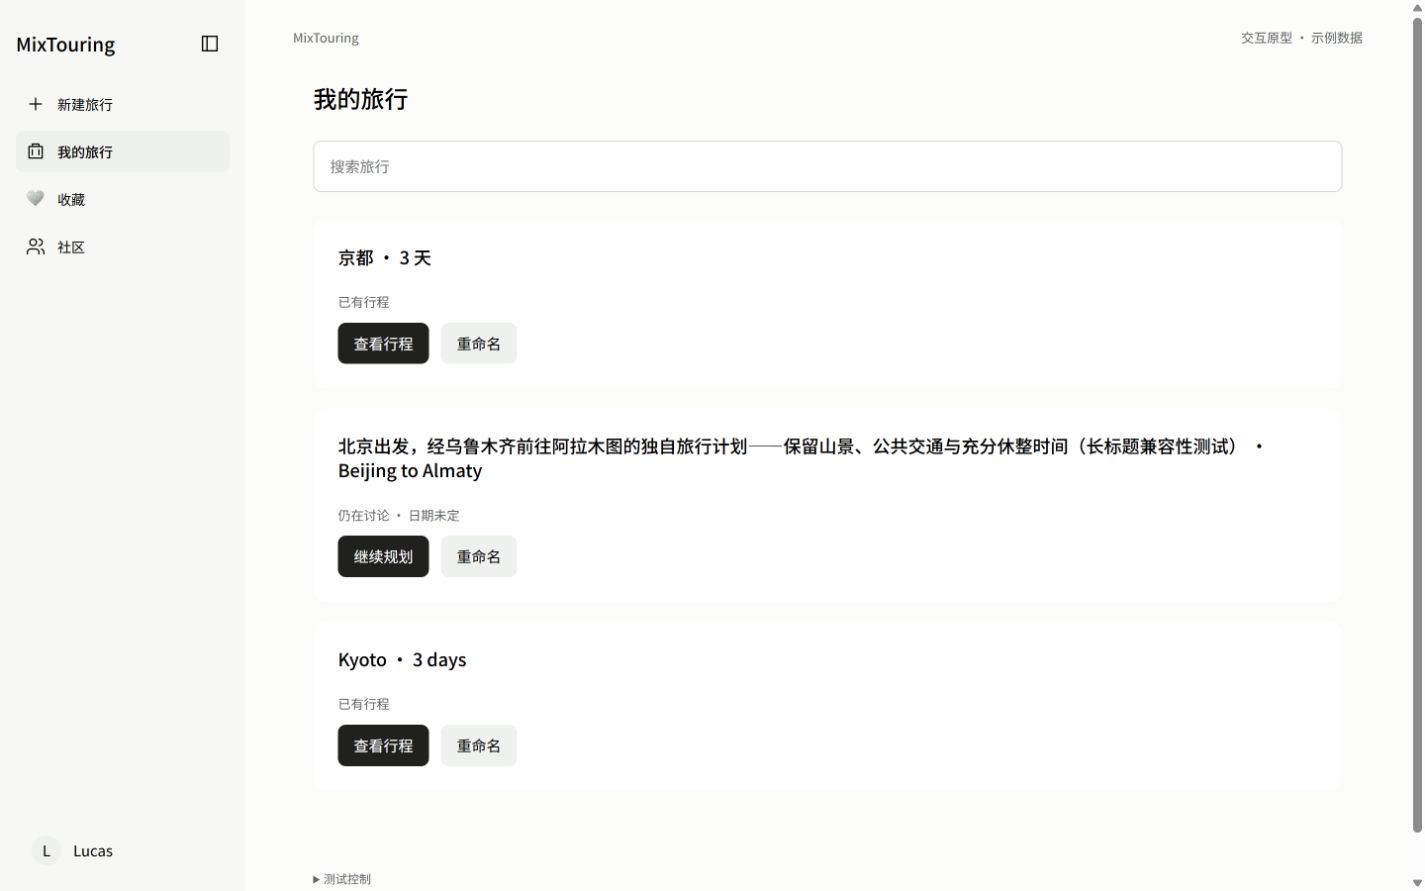 MixTouring
新建旅行
我的旅行
收藏
社区
L Lucas
MixTouring
交互原型 · 示例数据
我的旅行
搜索旅行
京都 · 3 天
已有行程
查看行程 重命名
北京出发，经乌鲁木齐前往阿拉木图的独自旅行计划——保留山景、公共交通与充分休整时间（长标题兼容性测试） ·
Beijing to Almaty
仍在讨论 · 日期未定
继续规划 重命名
Kyoto · 3 days
已有行程
查看行程 重命名
测试控制